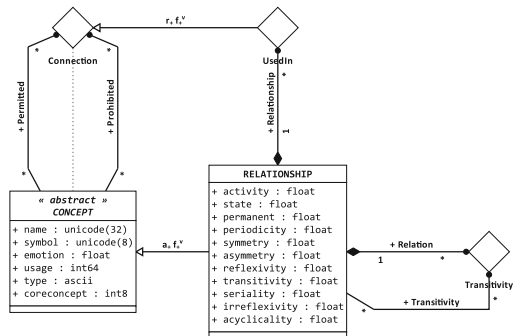 r₊ f₊ᵛ
Connection
UsedIn
*
*
*
+ Permitted
+ Prohibited
+ Relationship
1
*
*
RELATIONSHIP
« abstract »
CONCEPT
+ activity : float
+ state : float
+ permanent : float
+ periodicity : float
+ symmetry : float
+ asymmetry : float
+ reflexivity : float
+ transitivity : float
+ seriality : float
+ irreflexivity : float
+ acyclicality : float
+ name : unicode(32)
+ symbol : unicode(8)
+ emotion : float
+ usage : int64
+ type : ascii
+ coreconcept : int8
a₊ f₊ᵛ
+ Relation
1
*
Transitivity
*
+ Transitivity
*